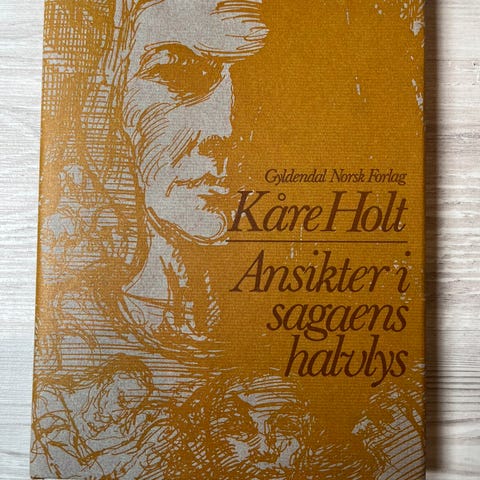 Gyldendal Norsk Forlag
Kåre Holt
Ansikter i
sagaens
halvlys